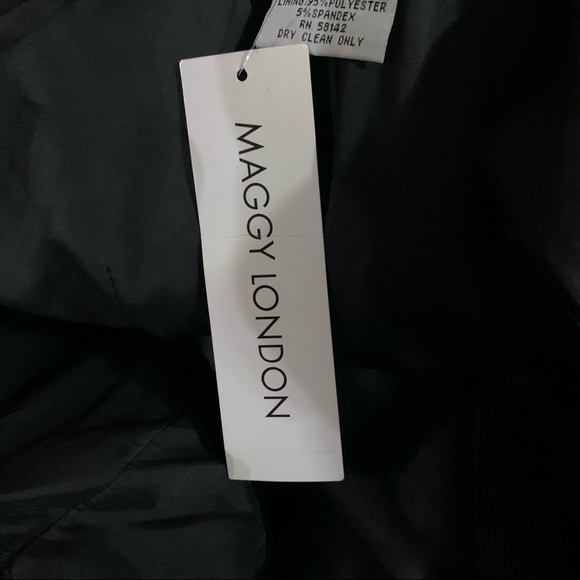 LINING:95%POLYESTER
5%SPANDEX
RN 58142
DRY CLEAN ONLY
MAGGY LONDON